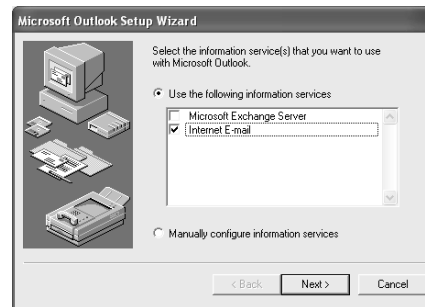 Microsoft Outlook Setup Wizard
Select the information service(s) that you want to use
with Microsoft Outlook.
Use the following information services
Microsoft Exchange Server
Internet E-mail
Manually configure information services
< Back
Next >
Cancel